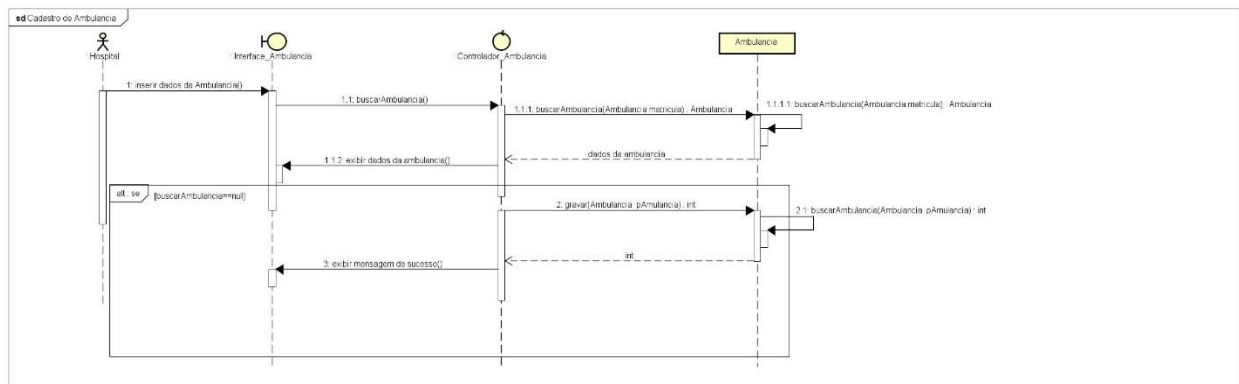 sd Cadastro de Ambulancia
Hospital
Interface_Ambulancia
Controlador_Ambulancia
Ambulancia
1: inserir dados da Ambulancia()
1.1: buscarAmbulancia()
1.1.1: buscarAmbulancia(Ambulancia matricula) : Ambulancia
1.1.1.1: buscarAmbulancia(Ambulancia matricula) : Ambulancia
dados da ambulancia
1.1.2: exibir dados da ambulancia()
alt : se
[buscarAmbulancia==null]
2: gravar(Ambulancia pAmulancia) : int
2.1: buscarAmbulancia(Ambulancia pAmulancia) : int
int
3: exibir mensagem de sucesso()